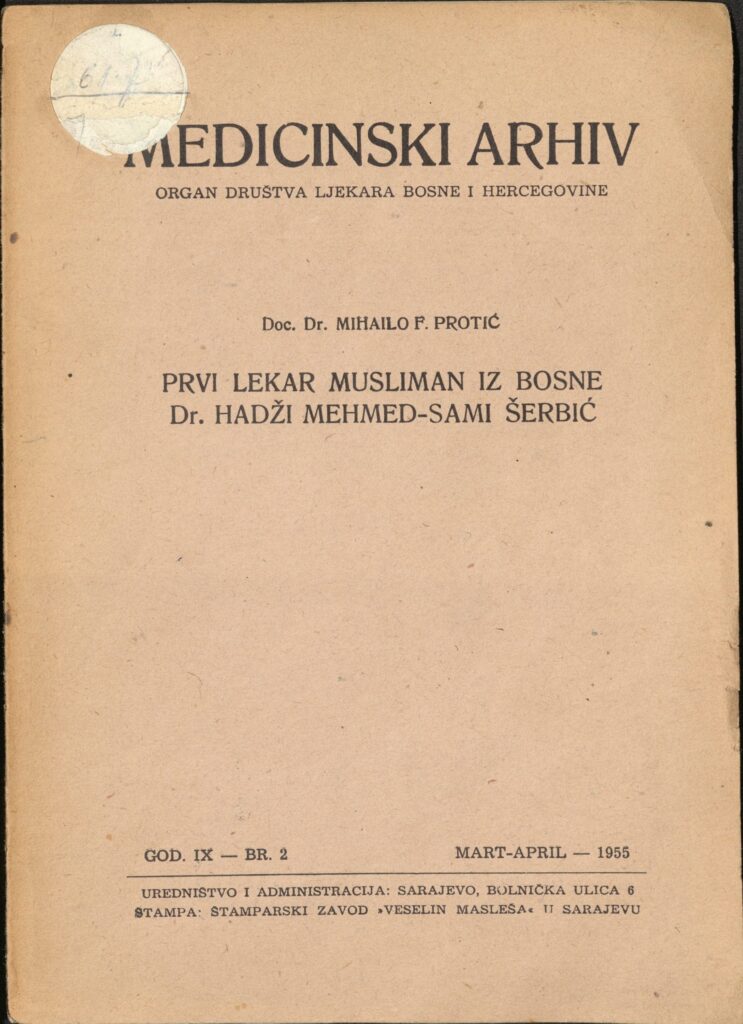 MEDICINSKI ARHIV
ORGAN DRUŠTVA LJEKARA BOSNE I HERCEGOVINE
Doc. Dr. MIHAILO F. PROTIĆ
PRVI LEKAR MUSLIMAN IZ BOSNE
Dr. HADŽI MEHMED-SAMI ŠERBIĆ
GOD. IX — BR. 2 MART-APRIL — 1955
UREDNIŠTVO I ADMINISTRACIJA: SARAJEVO, BOLNIČKA ULICA 6
ŠTAMPA: ŠTAMPARSKI ZAVOD »VESELIN MASLEŠA« U SARAJEVU